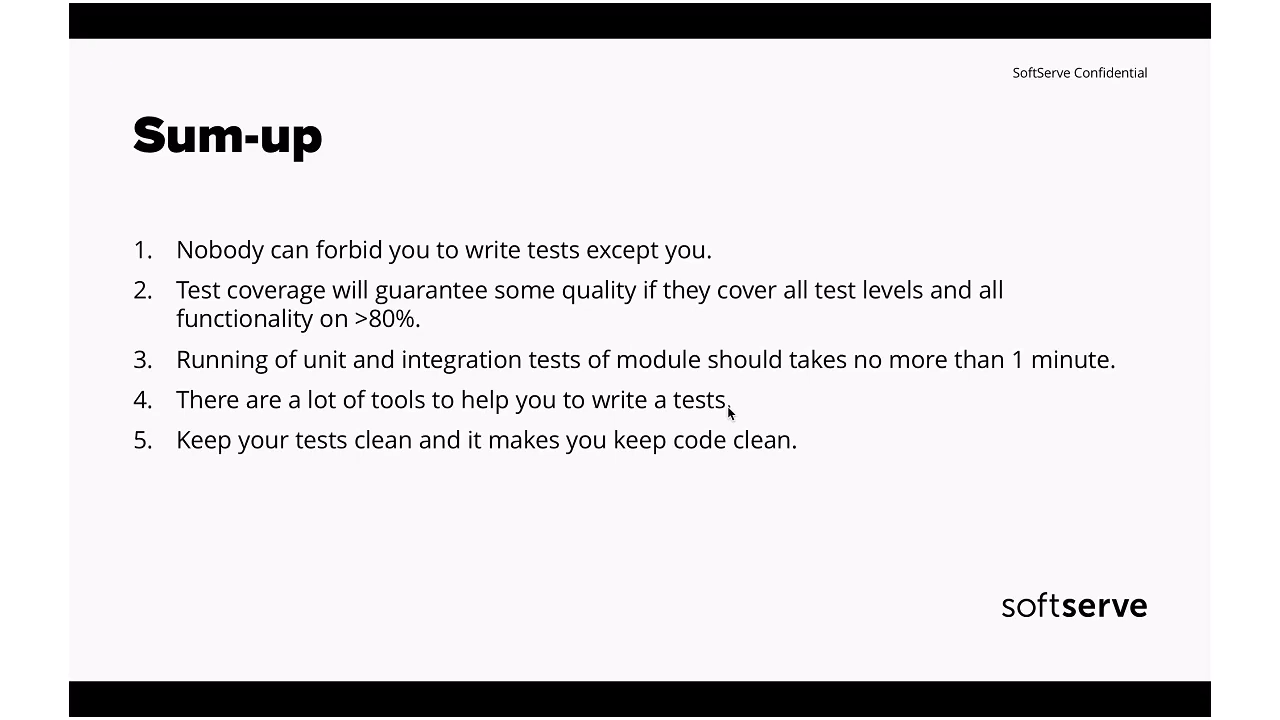 SoftServe Confidential
Sum-up
1. Nobody can forbid you to write tests except you.
2. Test coverage will guarantee some quality if they cover all test levels and all
functionality on >80%.
3. Running of unit and integration tests of module should takes no more than 1 minute.
4. There are a lot of tools to help you to write a tests.
5. Keep your tests clean and it makes you keep code clean.
softserve